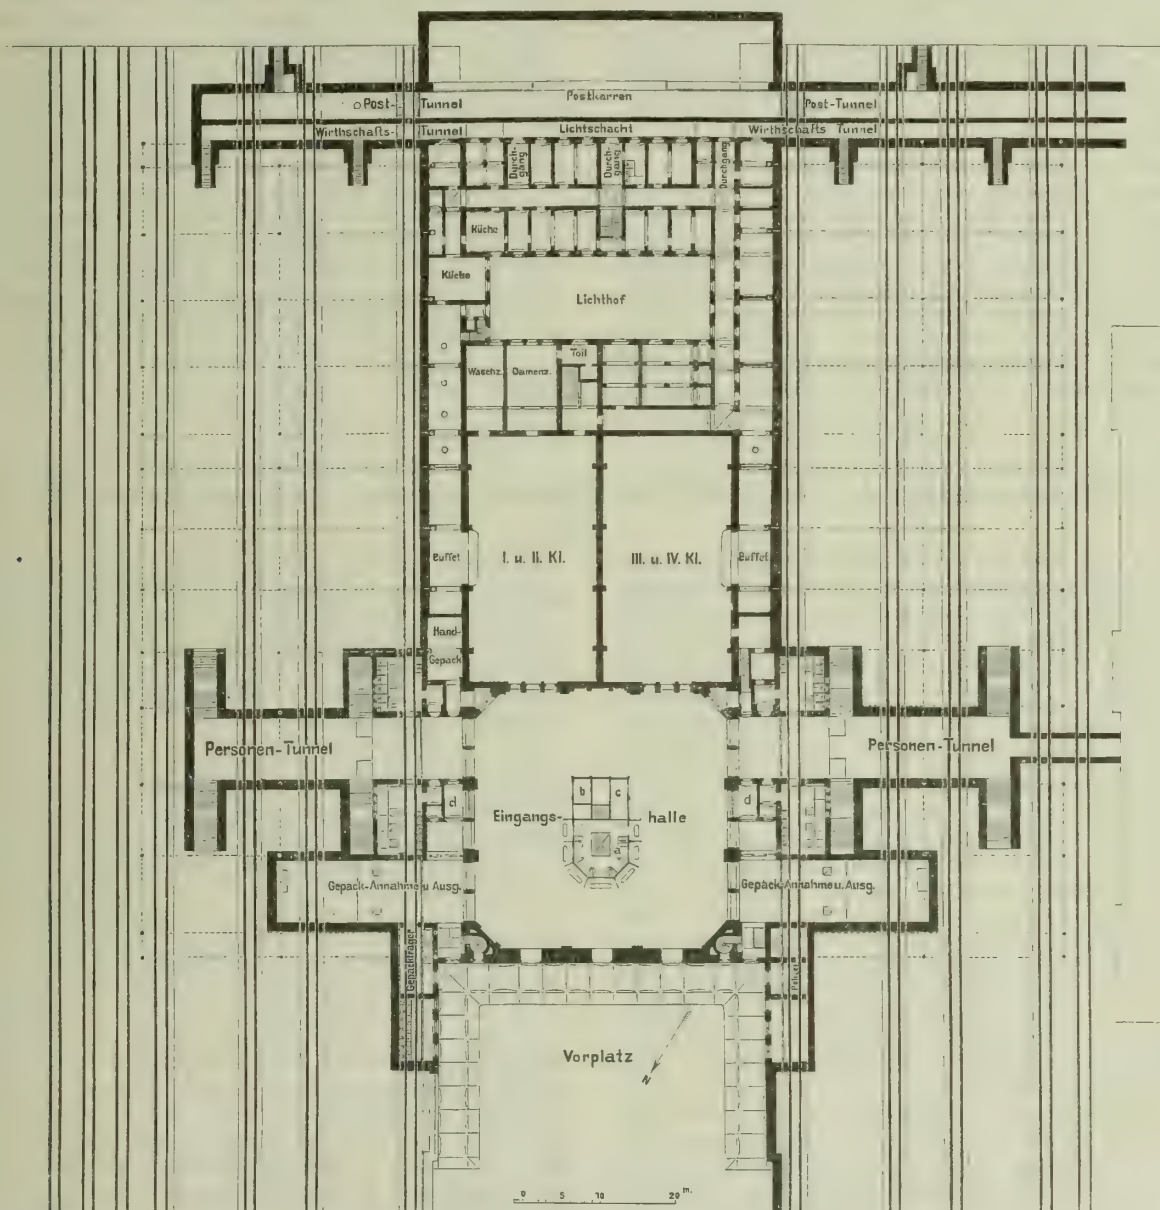 Post- Tunnel
Postkarren
Post-Tunnel
Wirthschafts- Tunnel
Lichtschacht
Wirthschafts Tunnel
Durch-
gang
Durch-
gang
Durchgang
Küche
Küche
Lichthof
Toil
Waschz.
Damenz.
Buffet
I. u. II. Kl.
III. u. IV. Kl.
Buffet
Hand-
Gepäck
Personen-Tunnel
Personen-Tunnel
b
c
d
d
Eingangs- halle
a
Gepäck-Annahme u. Ausg.
Gepäck-Annahme u. Ausg.
Gepäckträger
Vorplatz
N
0 5 10 20 m.